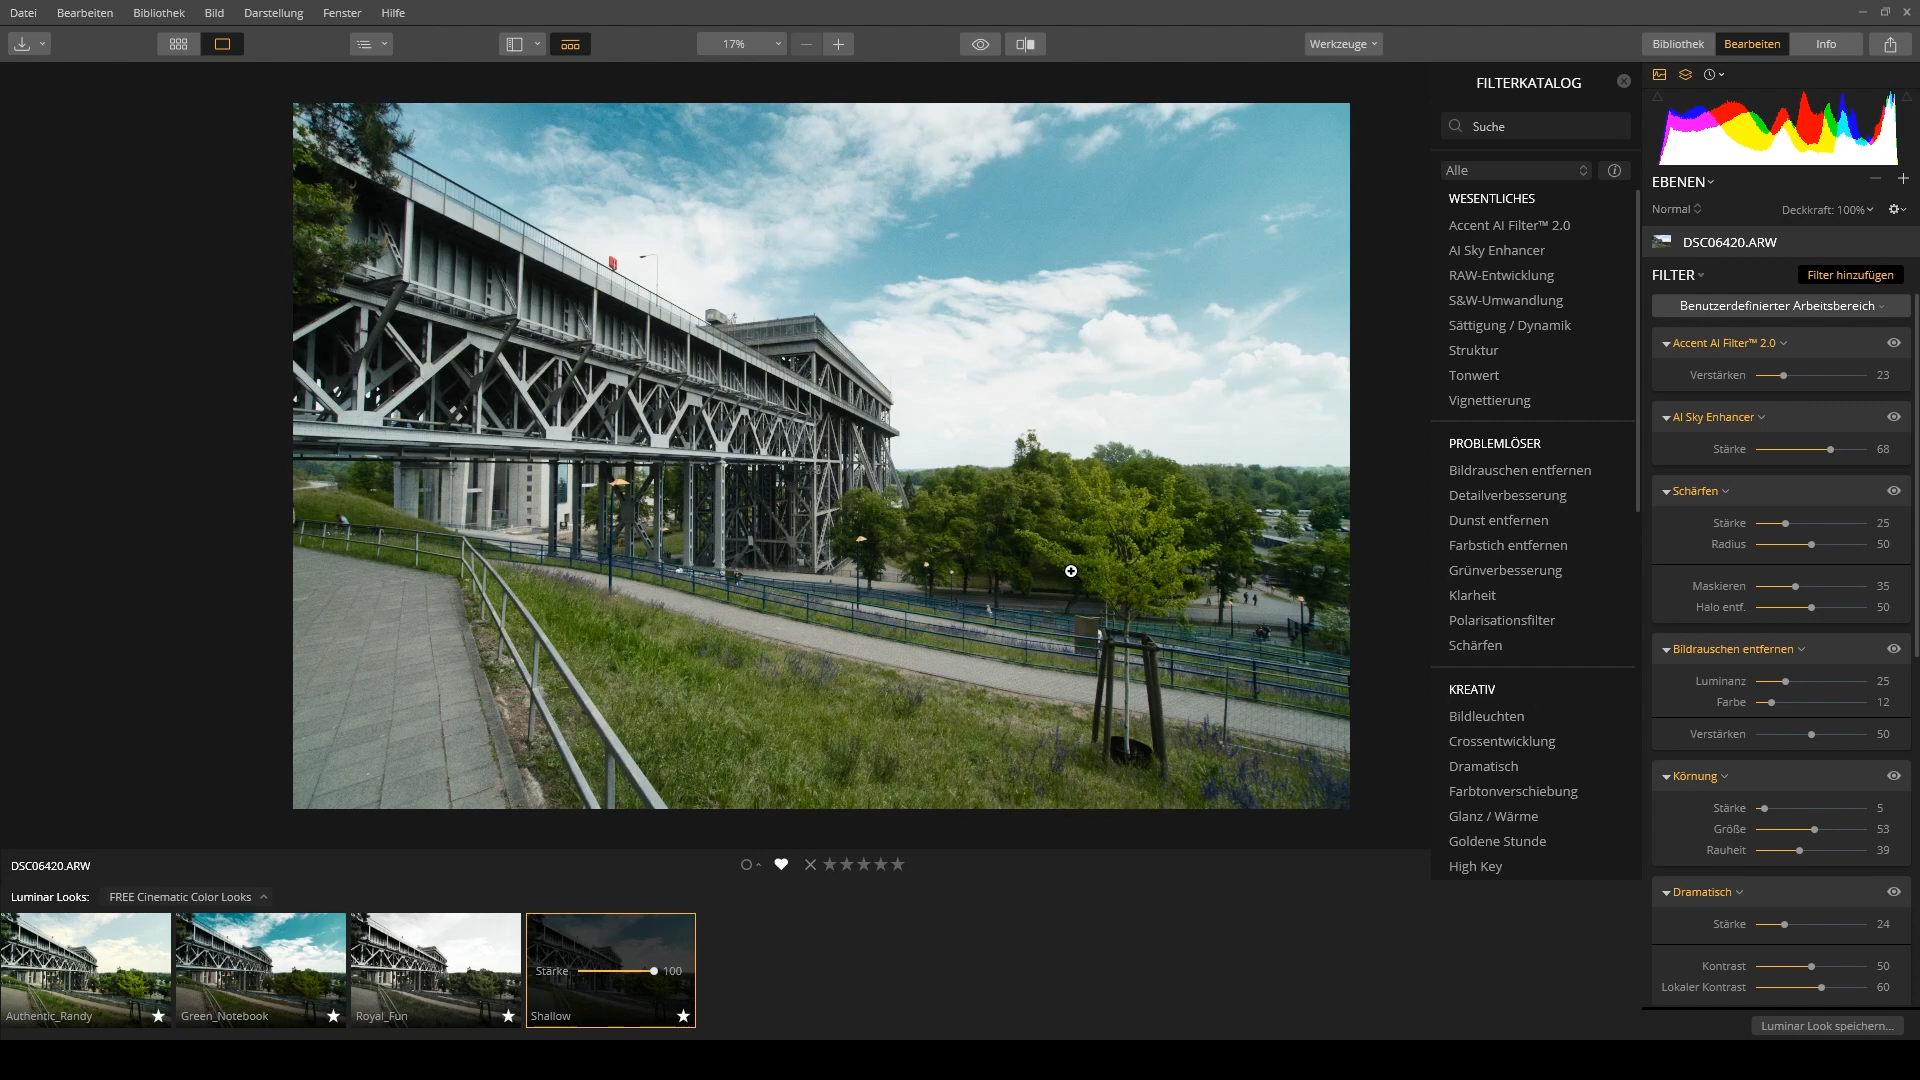 Datei Bearbeiten Bibliothek Bild Darstellung Fenster Hilfe
17% Werkzeuge Bibliothek Bearbeiten Info
FILTERKATALOG
Suche
Alle
WESENTLICHES
Accent AI Filter™ 2.0
AI Sky Enhancer
RAW-Entwicklung
S&W-Umwandlung
Sättigung / Dynamik
Struktur
Tonwert
Vignettierung
PROBLEMLÖSER
Bildrauschen entfernen
Detailverbesserung
Dunst entfernen
Farbstich entfernen
Grünverbesserung
Klarheit
Polarisationsfilter
Schärfen
KREATIV
Bildleuchten
Crossentwicklung
Dramatisch
Farbtonverschiebung
Glanz / Wärme
Goldene Stunde
High Key
EBENEN
Normal Deckkraft: 100%
DSC06420.ARW
FILTER Filter hinzufügen
Benutzerdefinierter Arbeitsbereich
Accent AI Filter™ 2.0
Verstärken 23
AI Sky Enhancer
Stärke 68
Schärfen
Stärke 25
Radius 50
Maskieren 35
Halo entf. 50
Bildrauschen entfernen
Luminanz 25
Farbe 12
Verstärken 50
Körnung
Stärke 5
Größe 53
Rauheit 39
Dramatisch
Stärke 24
Kontrast 50
Lokaler Kontrast 60
Luminar Look speichern...
DSC06420.ARW
Luminar Looks: FREE Cinematic Color Looks
Authentic_Randy
Green_Notebook
Royal_Fun
Stärke 100
Shallow